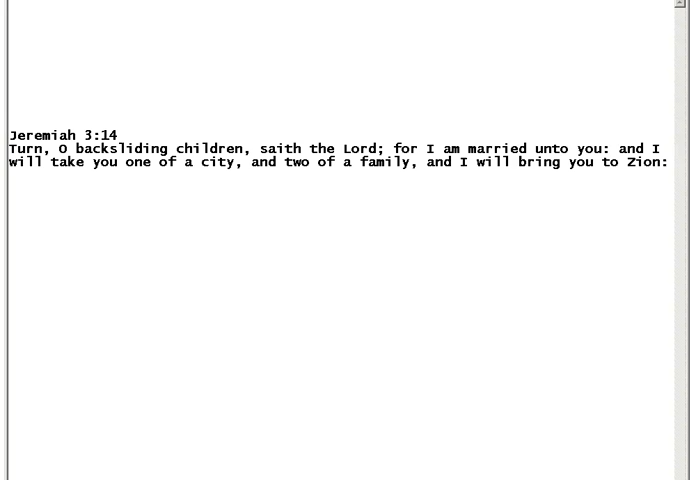 Jeremiah 3:14
Turn, O backsliding children, saith the Lord; for I am married unto you: and I
will take you one of a city, and two of a family, and I will bring you to Zion: